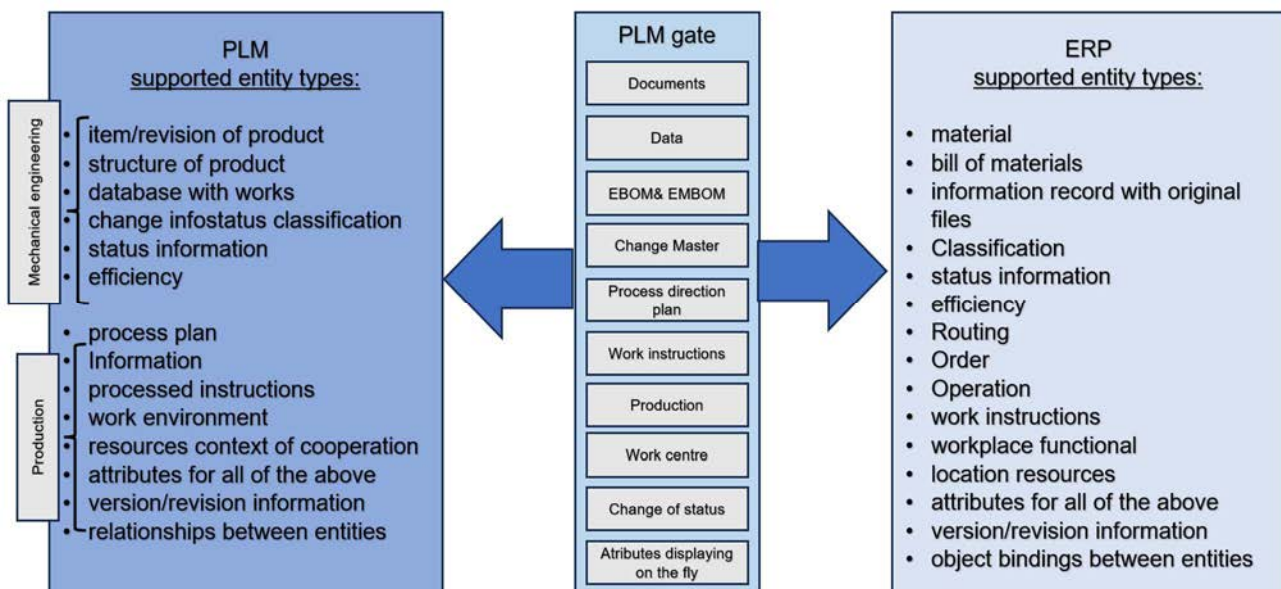 PLM
supported entity types:
Mechanical engineering
• item/revision of product
• structure of product
• database with works
• change infostatus classification
• status information
• efficiency
Production
• process plan
• Information
• processed instructions
• work environment
• resources context of cooperation
• attributes for all of the above
• version/revision information
• relationships between entities
PLM gate
Documents
Data
EBOM& EMBOM
Change Master
Process direction
plan
Work instructions
Production
Work centre
Change of status
Atributes displaying
on the fly
ERP
supported entity types:
• material
• bill of materials
• information record with original
files
• Classification
• status information
• efficiency
• Routing
• Order
• Operation
• work instructions
• workplace functional
• location resources
• attributes for all of the above
• version/revision information
• object bindings between entities